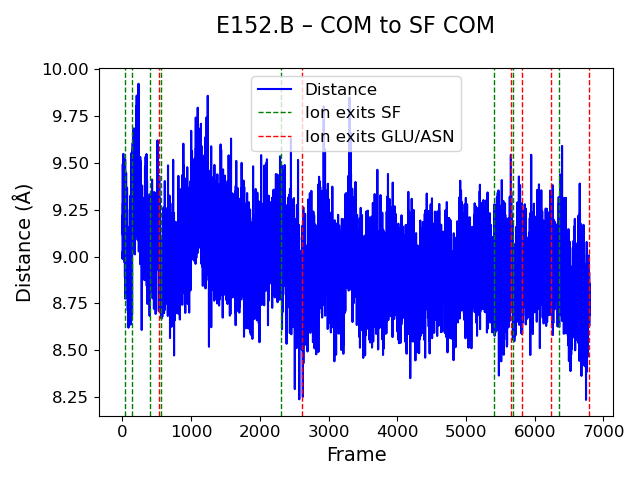 E152.B – COM to SF COM
10.00
9.75
9.50
9.25
9.00
8.75
8.50
8.25
Distance (Å)
Distance
Ion exits SF
Ion exits GLU/ASN
0 1000 2000 3000 4000 5000 6000 7000
Frame